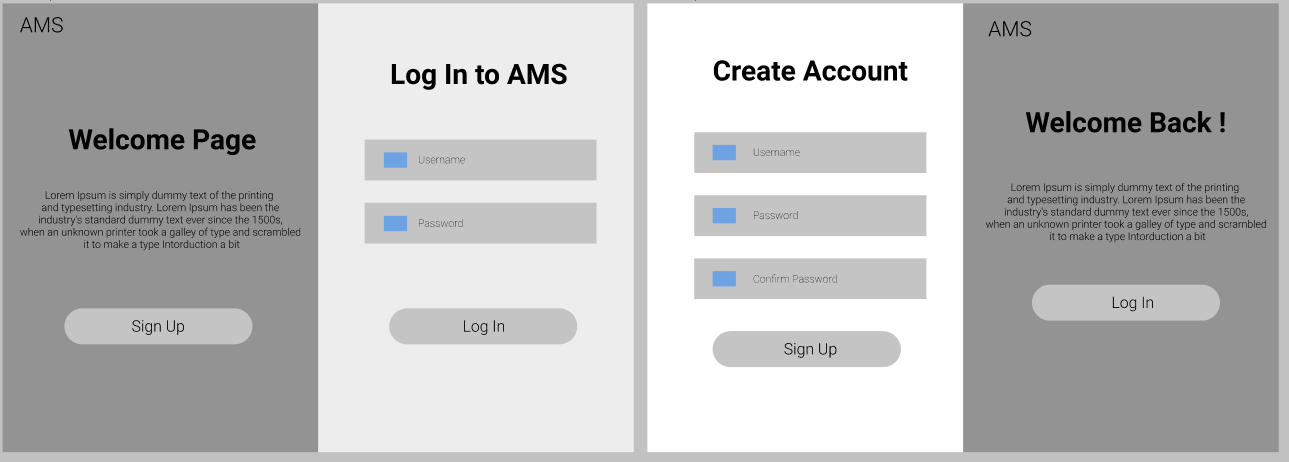 AMS
Welcome Page
Lorem Ipsum is simply dummy text of the printing
and typesetting industry. Lorem Ipsum has been the
industry's standard dummy text ever since the 1500s,
when an unknown printer took a galley of type and scrambled
it to make a type Intorduction a bit
Sign Up
Log In to AMS
Username
Password
Log In
Create Account
Username
Password
Confirm Password
Sign Up
AMS
Welcome Back !
Lorem Ipsum is simply dummy text of the printing
and typesetting industry. Lorem Ipsum has been the
industry's standard dummy text ever since the 1500s,
when an unknown printer took a galley of type and scrambled
it to make a type Intorduction a bit
Log In